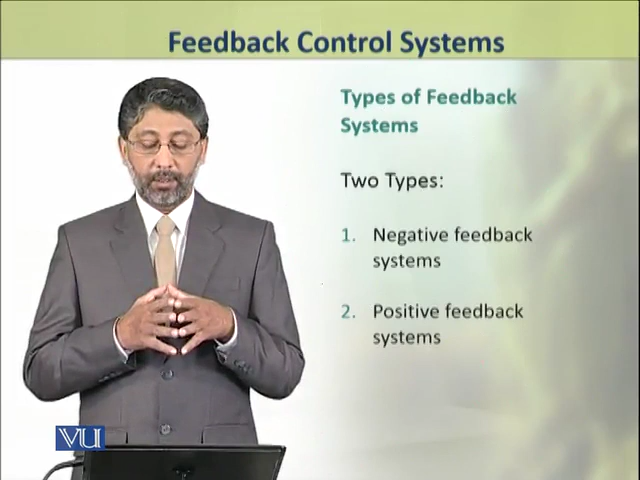 Feedback Control Systems
Types of Feedback
Systems
Two Types:
1. Negative feedback
systems
2. Positive feedback
systems
VU